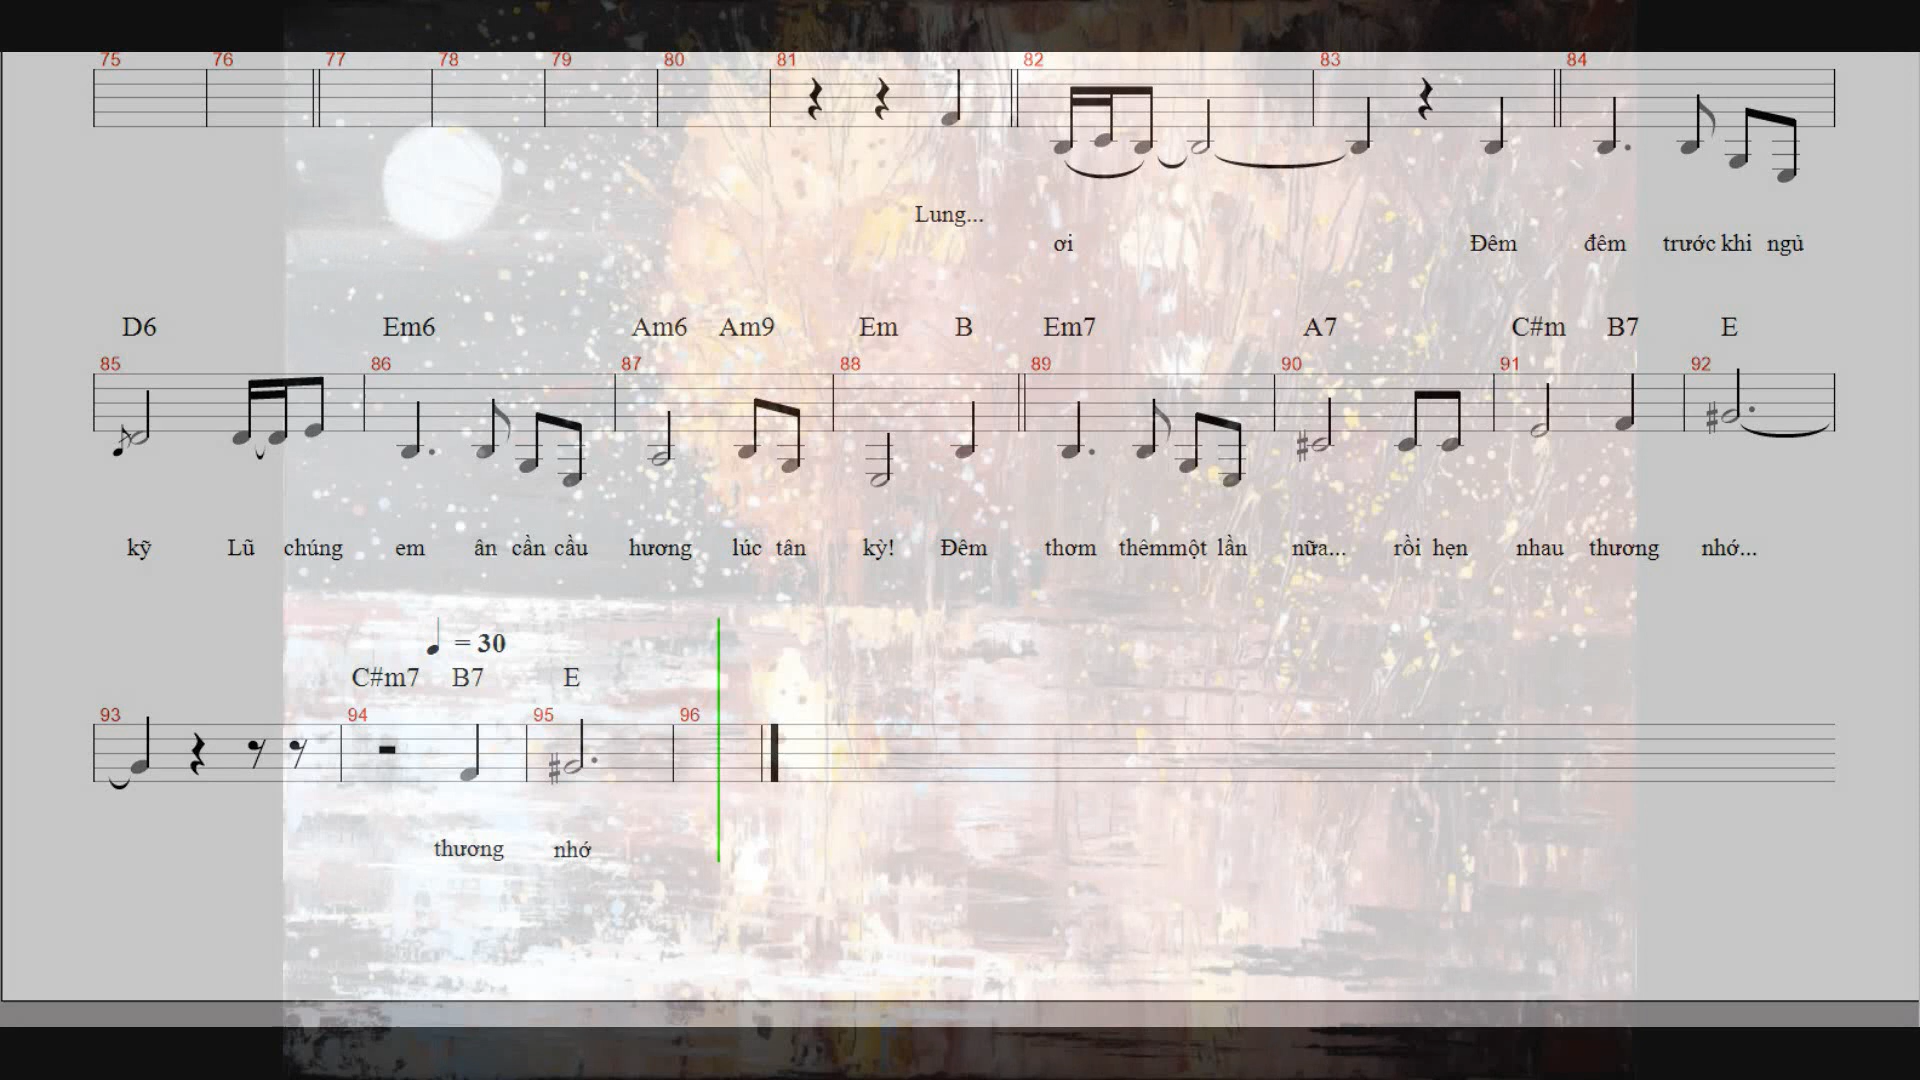 75 76 77 78 79 80 81 82 83 84
Lung...
ơi Đêm đêm trước khi ngủ
D6 Em6 Am6 Am9 Em B Em7 A7 C#m B7 E
85 86 87 88 89 90 91 92
kỹ Lũ chúng em ân cần cầu hương lúc tân kỳ! Đêm thơm thêmmột lần nữa... rồi hẹn nhau thương nhớ...
= 30
C#m7 B7 E
93 94 95 96
thương nhớ